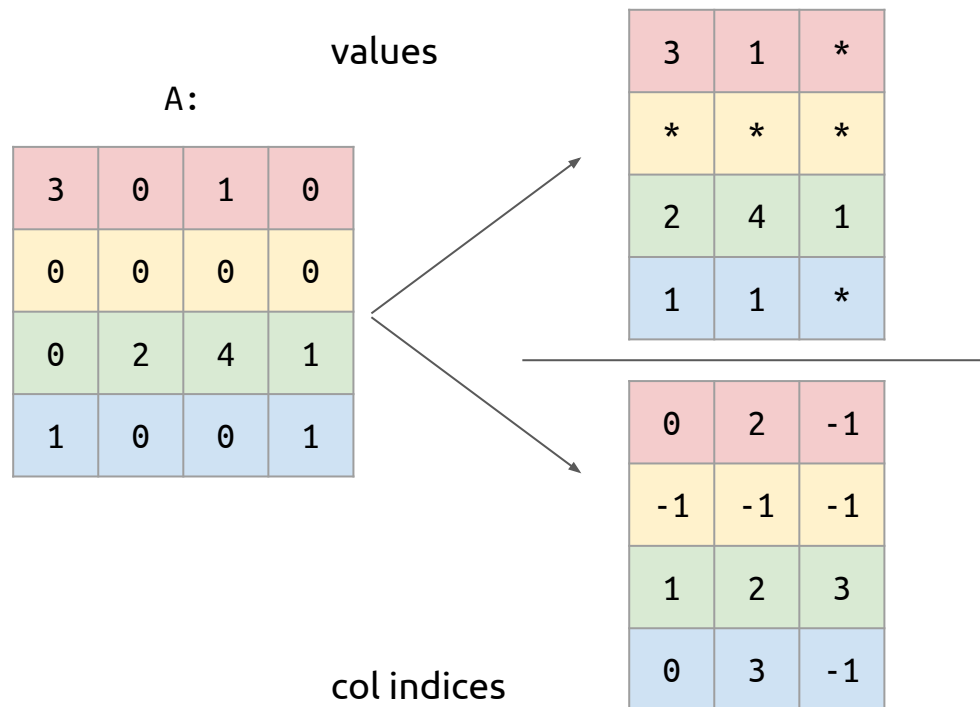 values
A:
3 0 1 0
0 0 0 0
0 2 4 1
1 0 0 1
3 1 *
* * *
2 4 1
1 1 *
0 2 -1
-1 -1 -1
1 2 3
0 3 -1
col indices